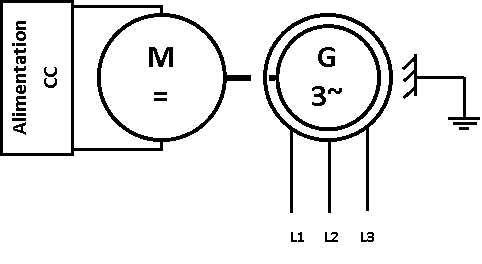 Alimentation
CC
M
=
G
3~
L1 L2 L3